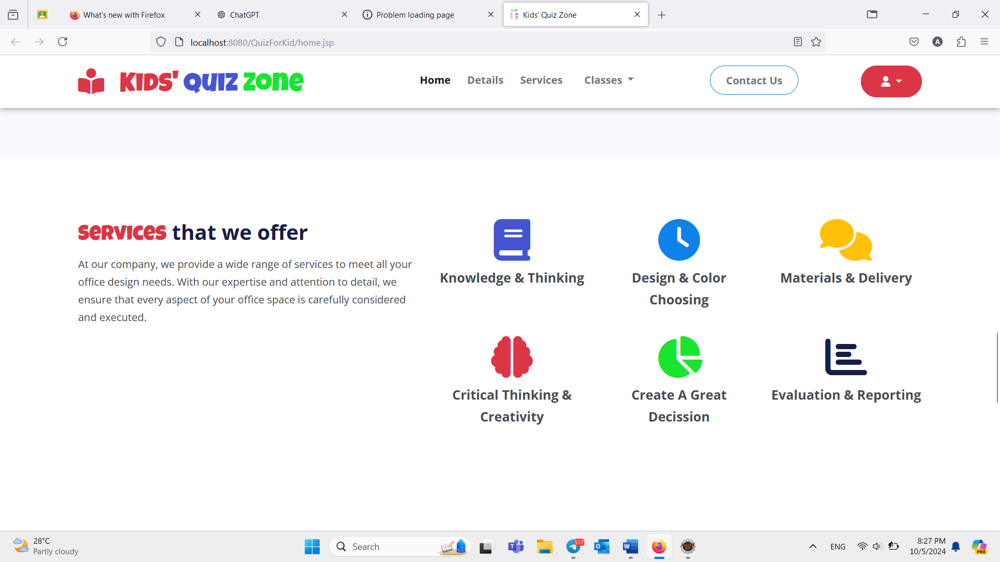 What's new with Firefox
ChatGPT
Problem loading page
Kids' Quiz Zone
localhost:8080/QuizForKid/home.jsp
A
KIDS' QUIZ ZONE
Home
Details
Services
Classes
Contact Us
SERVICES that we offer
At our company, we provide a wide range of services to meet all your
office design needs. With our expertise and attention to detail, we
ensure that every aspect of your office space is carefully considered
and executed.
Knowledge & Thinking
Design & Color
Choosing
Materials & Delivery
Critical Thinking &
Creativity
Create A Great
Decission
Evaluation & Reporting
28°C
Partly cloudy
Search
517
ENG
8:27 PM
10/5/2024
PRE